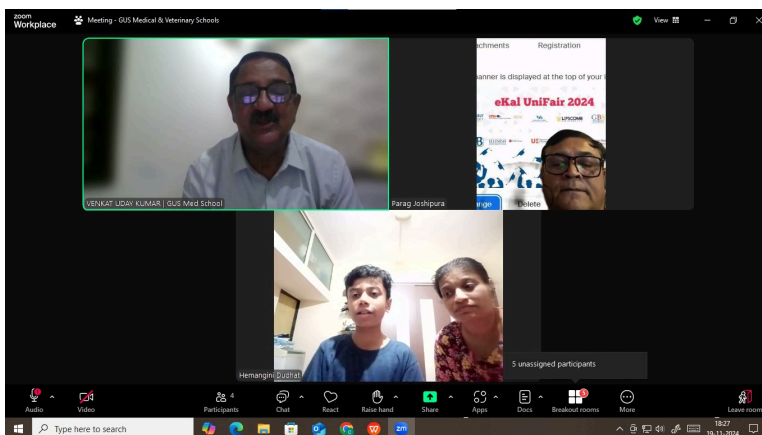 zoom
Workplace
Meeting - GUS Medical & Veterinary Schools
View
achments Registration
anner is displayed at the top of your
eKal UniFair 2024
LIPSCOMB
VENKAT UDAY KUMAR | GUS Med School
Parag Joshipura
ange
Delete
Hemangini Dudhat
5 unassigned participants
4
5
Audio
Video
Participants
Chat
React
Raise hand
Share
Apps
Docs
Breakout rooms
More
Leave room
Type here to search
zm
18:27
19-11-2024